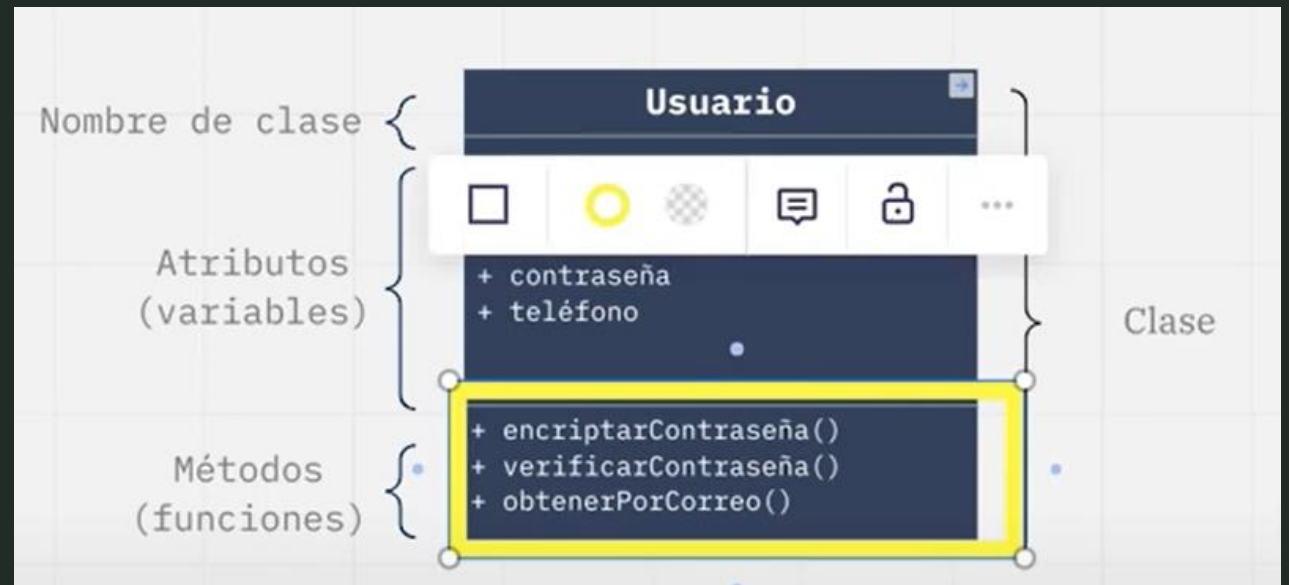 Nombre de clase
Usuario
Atributos
(variables)
+ contraseña
+ teléfono
Clase
Métodos
(funciones)
+ encriptarContraseña()
+ verificarContraseña()
+ obtenerPorCorreo()